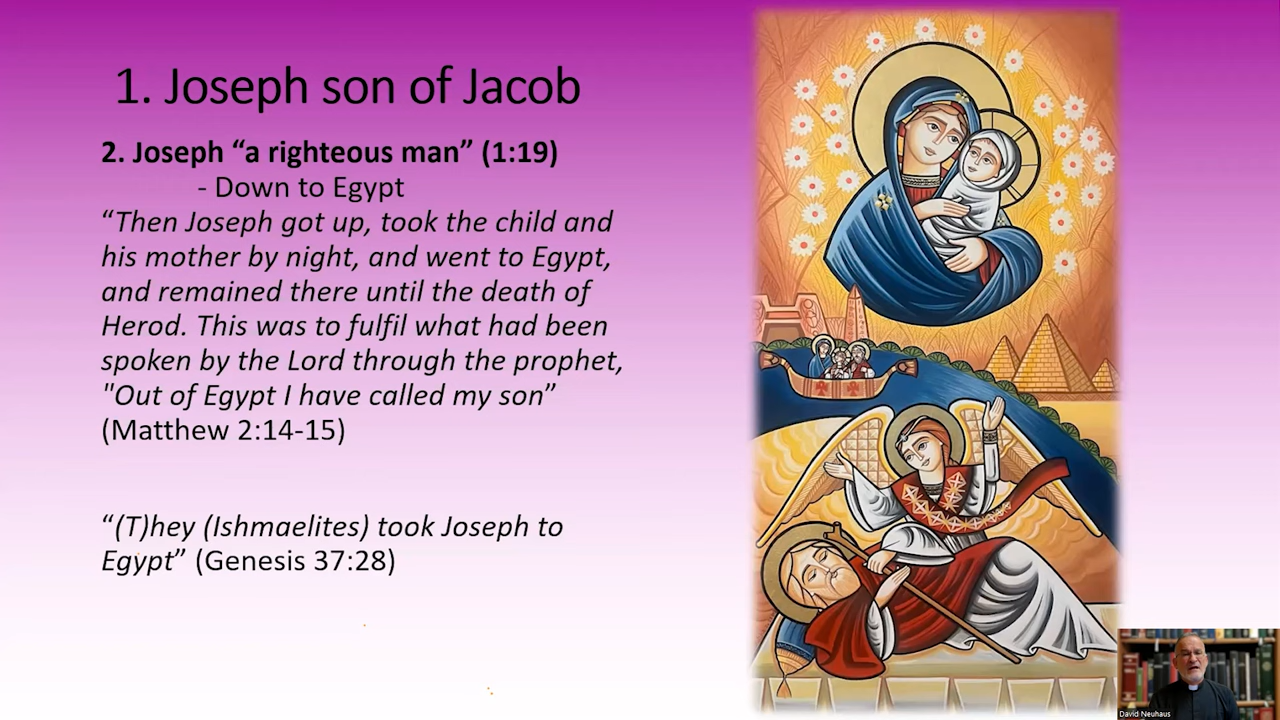 1. Joseph son of Jacob
2. Joseph “a righteous man” (1:19)
- Down to Egypt
“Then Joseph got up, took the child and
his mother by night, and went to Egypt,
and remained there until the death of
Herod. This was to fulfil what had been
spoken by the Lord through the prophet,
"Out of Egypt I have called my son”
(Matthew 2:14-15)
“(T)hey (Ishmaelites) took Joseph to
Egypt” (Genesis 37:28)
David Neuhaus